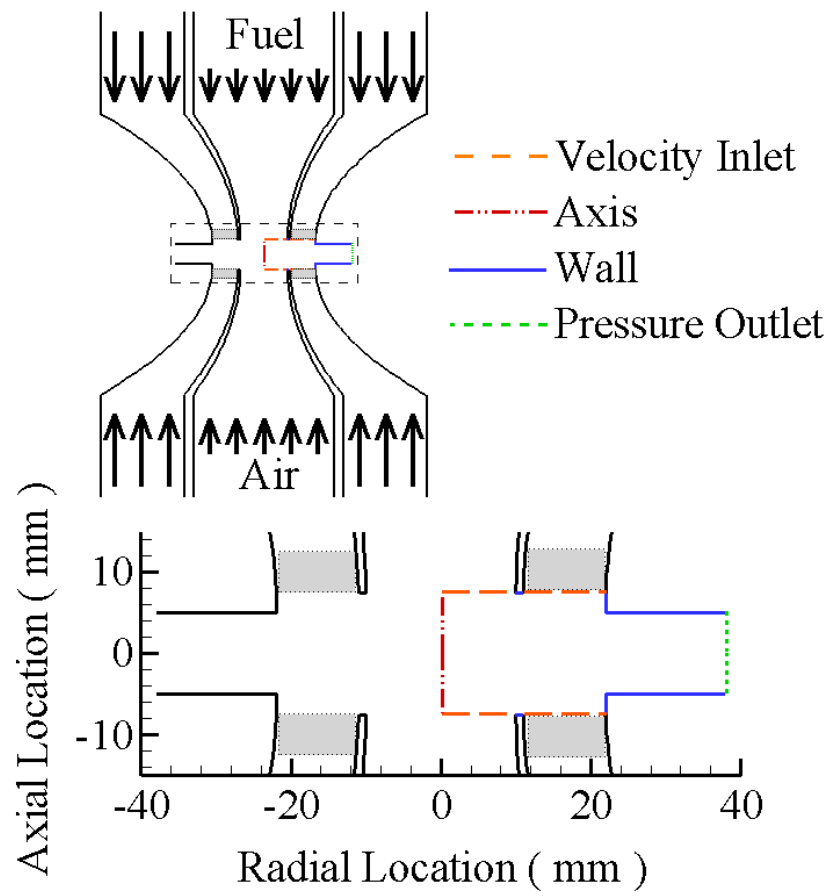 Fuel
Velocity Inlet
Axis
Wall
Pressure Outlet
Air
Axial Location ( mm )
10
0
-10
-40
-20
0
20
40
Radial Location ( mm )